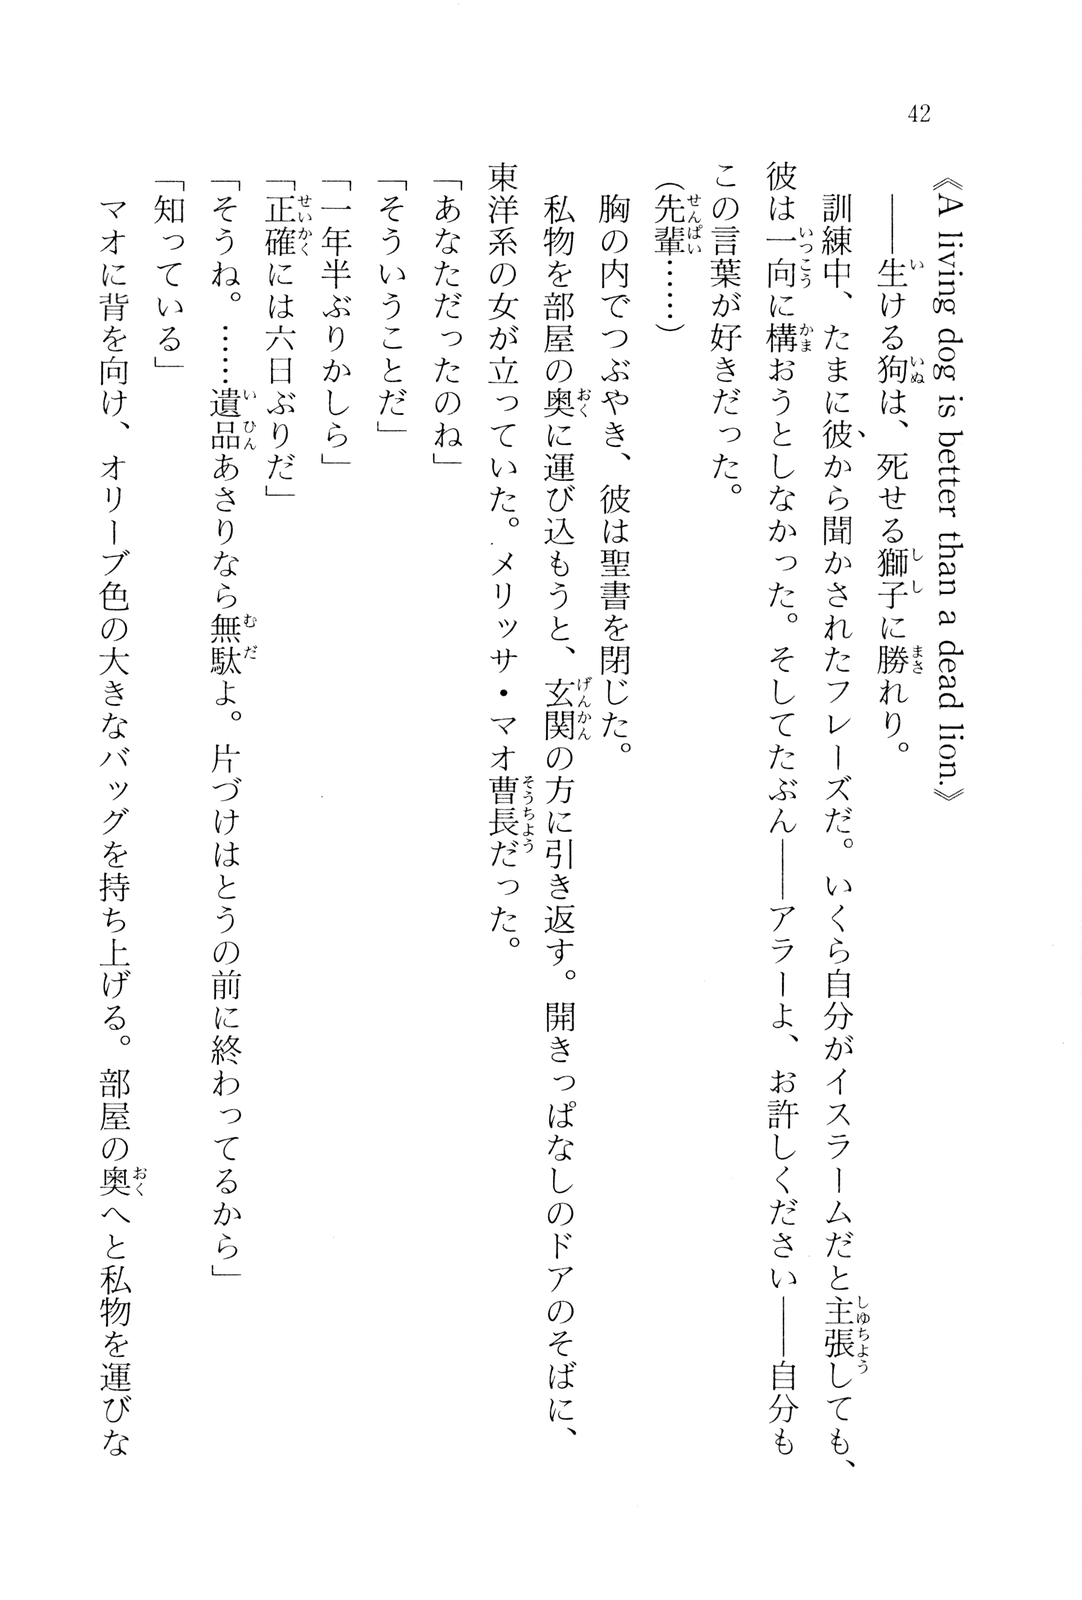 42
《A living dog is better than a dead lion.》
――生ける狗は、死せる獅子に勝れり。
訓練中、たまに彼から聞かされたフレーズだ。いくら自分がイスラームだと主張しても、
彼は一向に構おうとしなかった。そしてたぶん――アラーよ、お許しください――自分も
この言葉が好きだった。
（先輩……）
胸の内でつぶやき、彼は聖書を閉じた。
私物を部屋の奥に運び込もうと、玄関の方に引き返す。開きっぱなしのドアのそばに、
東洋系の女が立っていた。メリッサ・マオ曹長だった。
「あなただったのね」
「そういうことだ」
「一年半ぶりかしら」
「正確には六日ぶりだ」
「そうね。……遺品あさりなら無駄よ。片づけはとうの前に終わってるから」
「知っている」
マオに背を向け、オリーブ色の大きなバッグを持ち上げる。部屋の奥へと私物を運びな